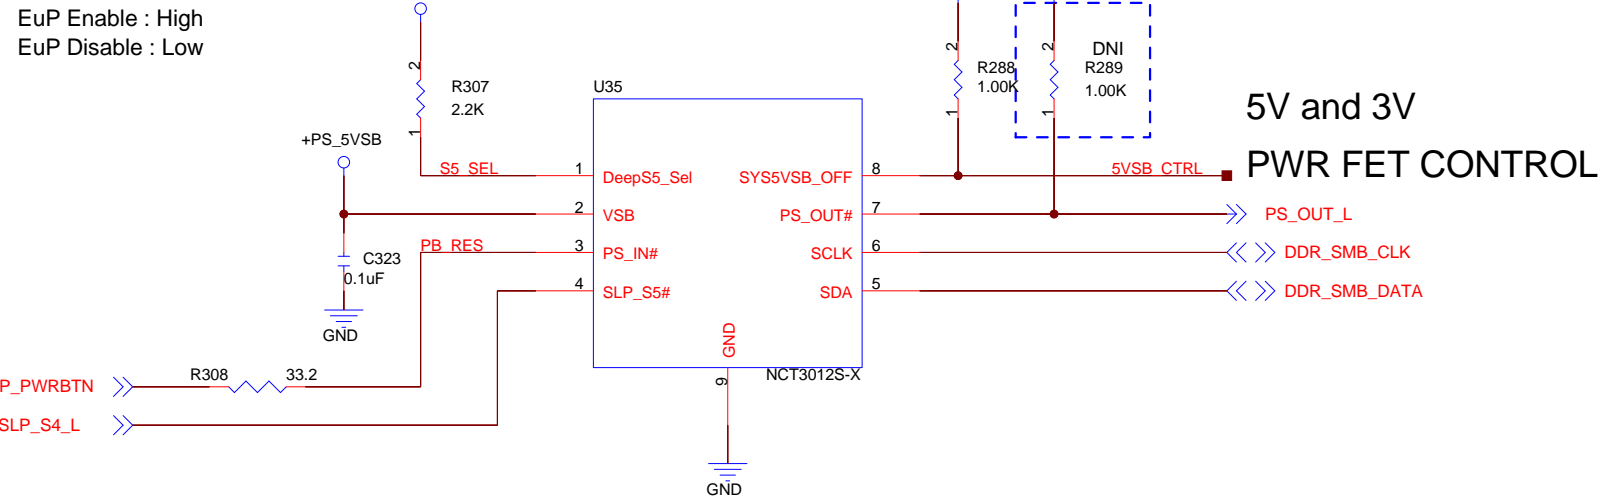 EuP Enable : High
EuP Disable : Low
2
R307
2.2K
1
+PS_5VSB
S5_SEL
C323
0.1uF
GND
PB_RES
P_PWRBTN
R308
33.2
SLP_S4_L
U35
1
DeepS5_Sel
2
VSB
3
PS_IN#
4
SLP_S5#
SYS5VSB_OFF
8
PS_OUT#
7
SCLK
6
SDA
5
GND
9
NCT3012S-X
GND
2
R288
1.00K
1
2
DNI
R289
1.00K
1
5VSB_CTRL
5V and 3V
PWR FET CONTROL
PS_OUT_L
DDR_SMB_CLK
DDR_SMB_DATA